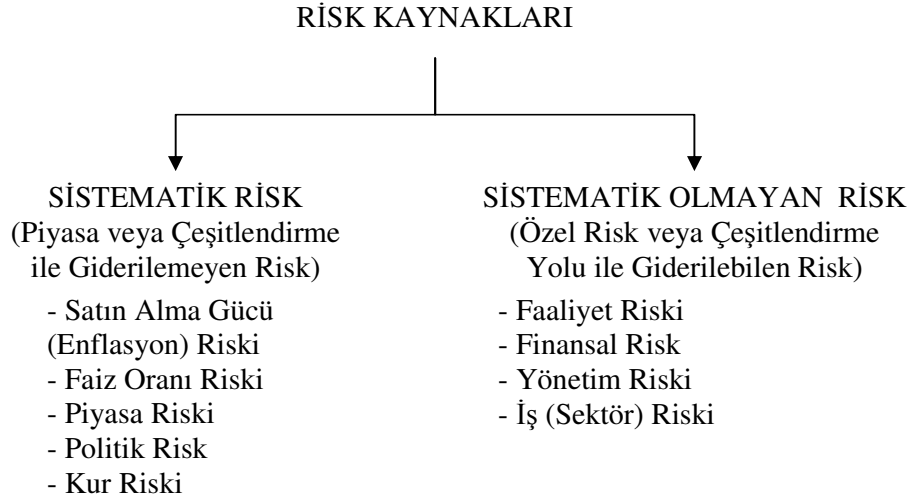 RİSK KAYNAKLARI
SİSTEMATİK RİSK
(Piyasa veya Çeşitlendirme
ile Giderilemeyen Risk)
- Satın Alma Gücü
(Enflasyon) Riski
- Faiz Oranı Riski
- Piyasa Riski
- Politik Risk
- Kur Riski
SİSTEMATİK OLMAYAN RİSK
(Özel Risk veya Çeşitlendirme
Yolu ile Giderilebilen Risk)
- Faaliyet Riski
- Finansal Risk
- Yönetim Riski
- İş (Sektör) Riski